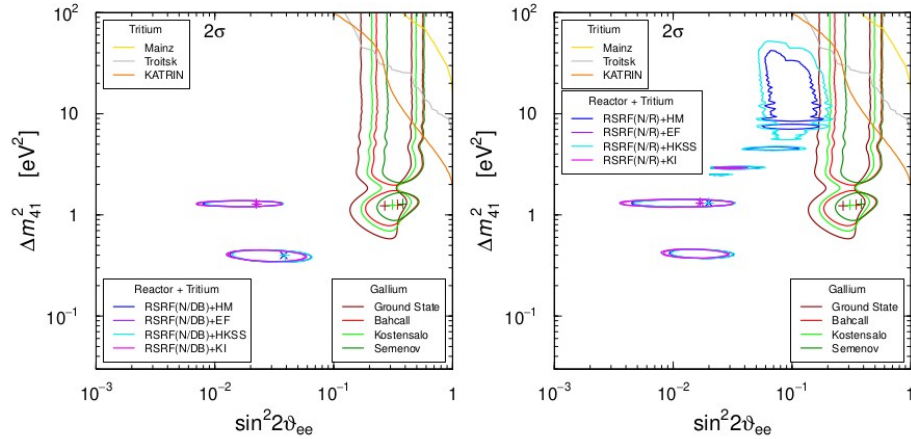 2σ
Tritium
Mainz
Troitsk
KATRIN
Reactor + Tritium
RSRF(N/DB)+HM
RSRF(N/DB)+EF
RSRF(N/DB)+HKSS
RSRF(N/DB)+KI
Gallium
Ground State
Bahcall
Kostensalo
Semenov
Δm²₄₁ [eV²]
10²
10
1
10⁻¹
10⁻³ 10⁻² 10⁻¹ 1
sin²2ϑee
2σ
Tritium
Mainz
Troitsk
KATRIN
Reactor + Tritium
RSRF(N/R)+HM
RSRF(N/R)+EF
RSRF(N/R)+HKSS
RSRF(N/R)+KI
Gallium
Ground State
Bahcall
Kostensalo
Semenov
Δm²₄₁ [eV²]
10²
10
1
10⁻¹
10⁻³ 10⁻² 10⁻¹ 1
sin²2ϑee